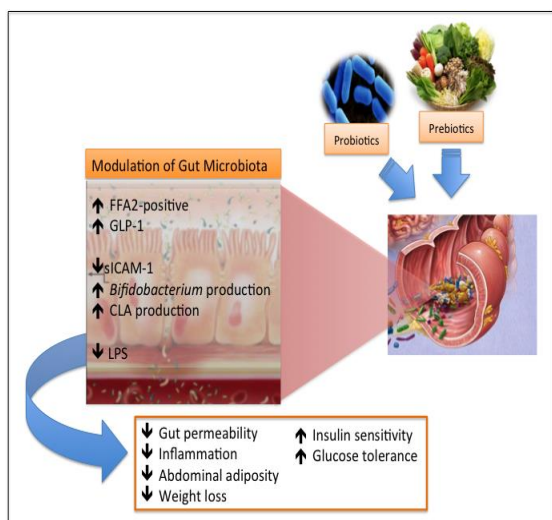 Probiotics
Prebiotics
Modulation of Gut Microbiota
↑ FFA2-positive
↑ GLP-1
↓sICAM-1
↑ Bifidobacterium production
↑ CLA production
↓ LPS
↓ Gut permeability
↓ Inflammation
↓ Abdominal adiposity
↓ Weight loss
↑ Insulin sensitivity
↑ Glucose tolerance